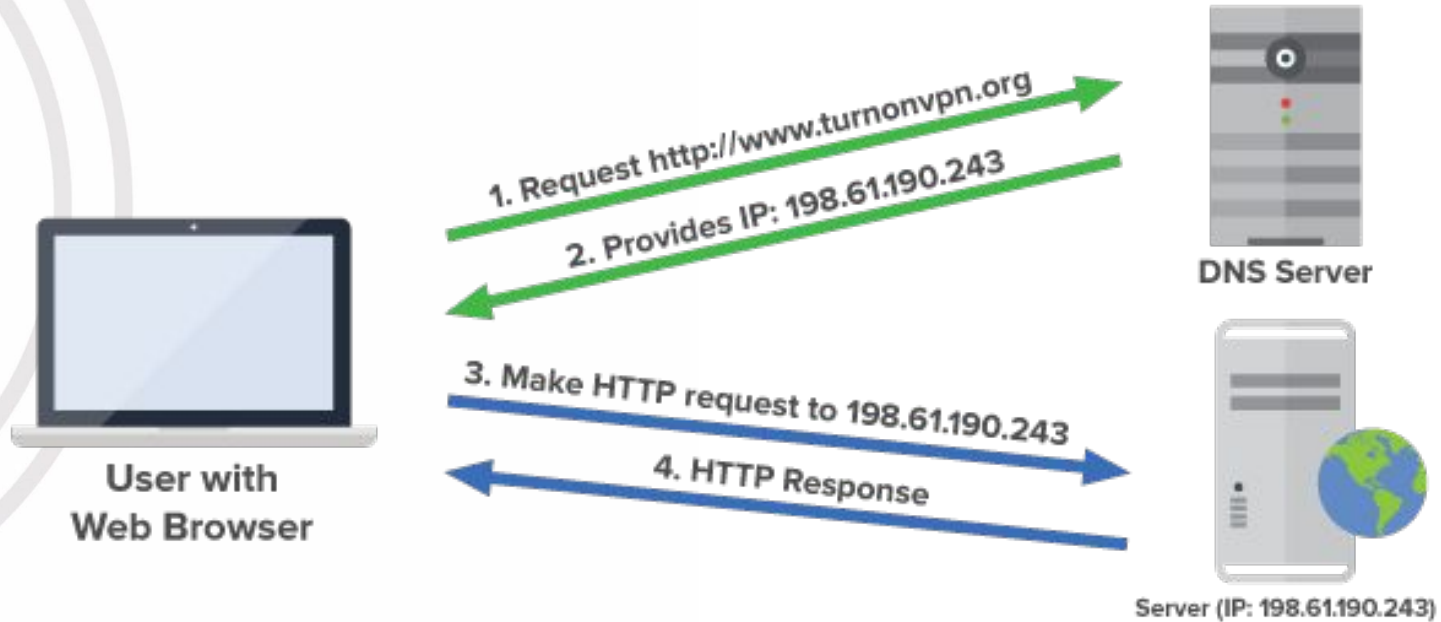 1. Request http://www.turnonvpn.org
2. Provides IP: 198.61.190.243
DNS Server
3. Make HTTP request to 198.61.190.243
4. HTTP Response
User with
Web Browser
Server (IP: 198.61.190.243)